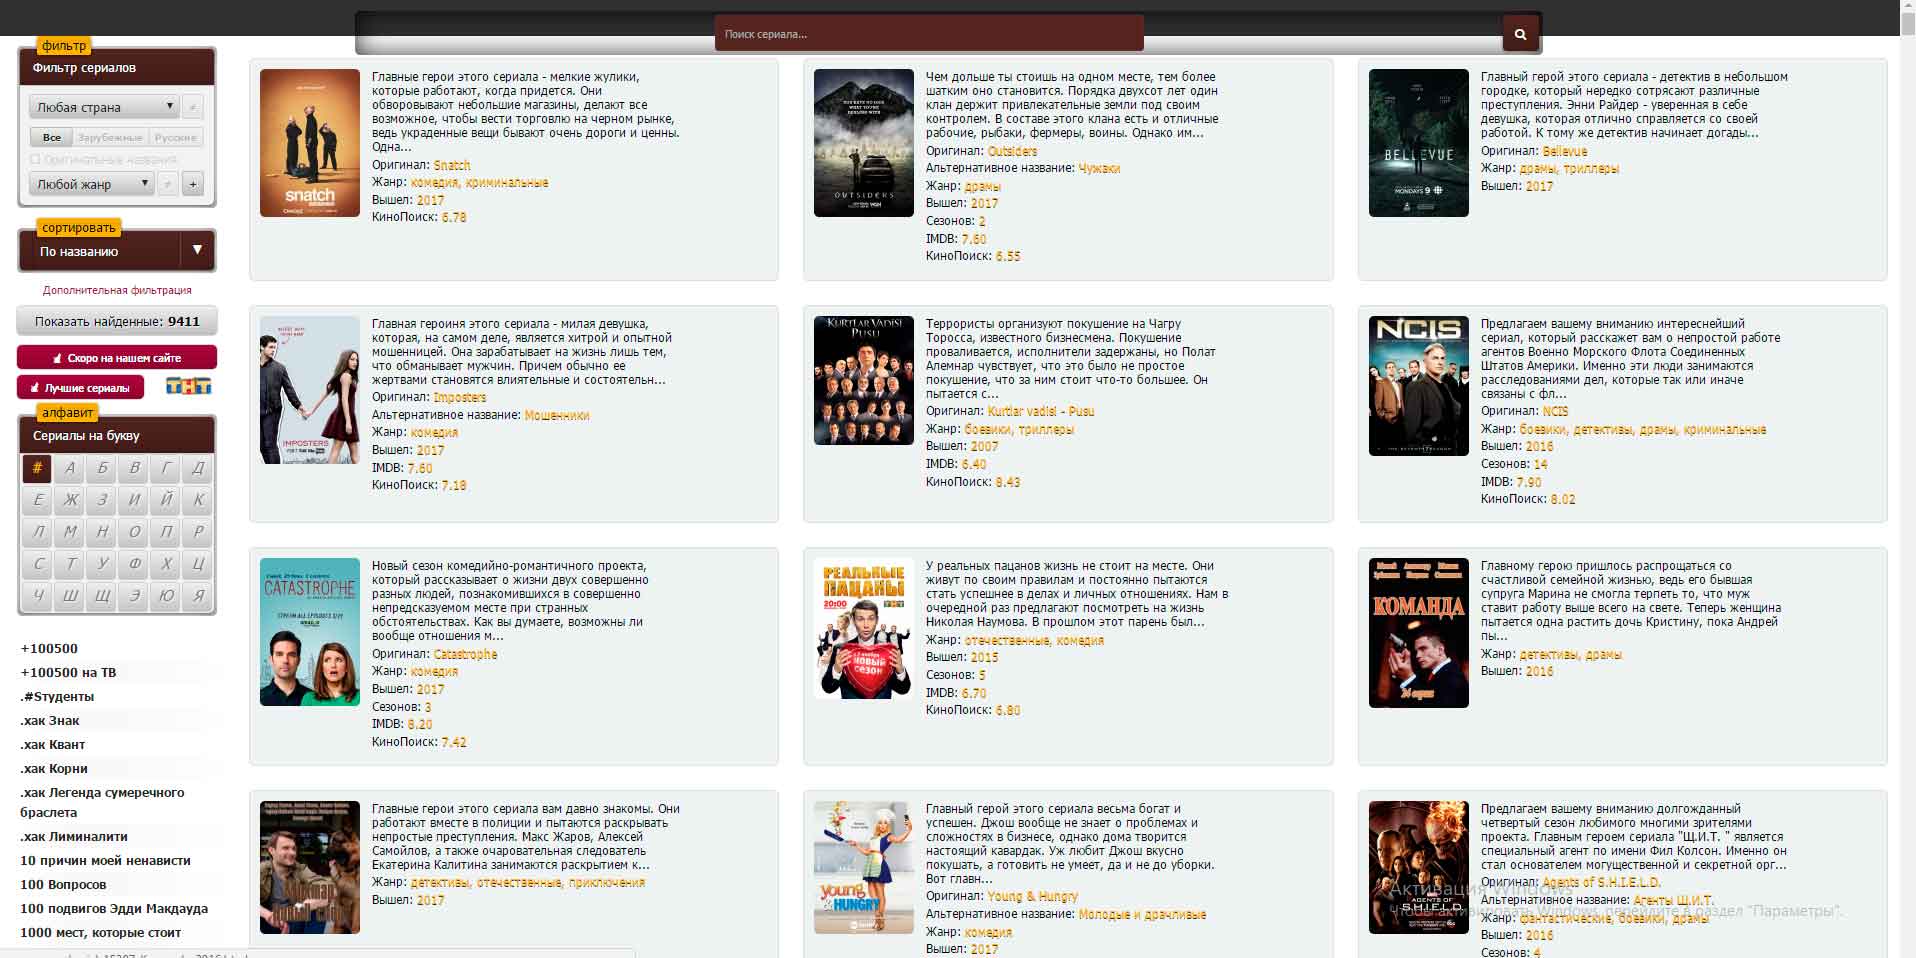 Поиск сериала...
фильтр
Фильтр сериалов
Любая страна
≠
Все Зарубежные Русские
Оригинальные названия
Любой жанр
≠ +
сортировать
По названию
Дополнительная фильтрация
Показать найденные: 9411
Скоро на нашем сайте
Лучшие сериалы
ТНТ
алфавит
Сериалы на букву
# А Б В Г Д
Е Ж З И Й К
Л М Н О П Р
С Т У Ф Х Ц
Ч Ш Щ Э Ю Я
+100500
+100500 на ТВ
.#Sтуденты
.хак Знак
.хак Квант
.хак Корни
.хак Легенда сумеречного
браслета
.хак Лиминалити
10 причин моей ненависти
100 Вопросов
100 подвигов Эдди Макдауда
1000 мест, которые стоит
snatch
Главные герои этого сериала - мелкие жулики,
которые работают, когда придется. Они
обворовывают небольшие магазины, делают все
возможное, чтобы вести торговлю на черном рынке,
ведь украденные вещи бывают очень дороги и ценны.
Одна...
Оригинал: Snatch
Жанр: комедия, криминальные
Вышел: 2017
КиноПоиск: 6.78
OUTSIDERS
Чем дольше ты стоишь на одном месте, тем более
шатким оно становится. Порядка двухсот лет один
клан держит привлекательные земли под своим
контролем. В составе этого клана есть и отличные
рабочие, рыбаки, фермеры, воины. Однако им...
Оригинал: Outsiders
Альтернативное название: Чужаки
Жанр: драмы
Вышел: 2017
Сезонов: 2
IMDB: 7.60
КиноПоиск: 6.55
BELLEVUE
MONDAYS 9
Главный герой этого сериала - детектив в небольшом
городке, который нередко сотрясают различные
преступления. Энни Райдер - уверенная в себе
девушка, которая отлично справляется со своей
работой. К тому же детектив начинает догады...
Оригинал: Bellevue
Жанр: драмы, триллеры
Вышел: 2017
IMPOSTERS
Главная героиня этого сериала - милая девушка,
которая, на самом деле, является хитрой и опытной
мошенницей. Она зарабатывает на жизнь лишь тем,
что обманывает мужчин. Причем обычно ее
жертвами становятся влиятельные и состоятельн...
Оригинал: Imposters
Альтернативное название: Мошенники
Жанр: комедия
Вышел: 2017
IMDB: 7.60
КиноПоиск: 7.18
KURTLAR VADISI
PUSU
Террористы организуют покушение на Чагру
Торосса, известного бизнесмена. Покушение
проваливается, исполнители задержаны, но Полат
Алемнар чувствует, что это было не простое
покушение, что за ним стоит что-то большее. Он
пытается с...
Оригинал: Kurtlar vadisi - Pusu
Жанр: боевики, триллеры
Вышел: 2007
IMDB: 6.40
КиноПоиск: 8.43
NCIS
Предлагаем вашему вниманию интереснейший
сериал, который расскажет вам о непростой работе
агентов Военно Морского Флота Соединенных
Штатов Америки. Именно эти люди занимаются
расследованиями дел, которые так или иначе
связаны с фл...
Оригинал: NCIS
Жанр: боевики, детективы, драмы, криминальные
Вышел: 2016
Сезонов: 14
IMDB: 7.90
КиноПоиск: 8.02
CATASTROPHE
Новый сезон комедийно-романтичного проекта,
который рассказывает о жизни двух совершенно
разных людей, познакомившихся в совершенно
непредсказуемом месте при странных
обстоятельствах. Как вы думаете, возможны ли
вообще отношения м...
Оригинал: Catastrophe
Жанр: комедия
Вышел: 2017
Сезонов: 3
IMDB: 8.20
КиноПоиск: 7.42
РЕАЛЬНЫЕ
ПАЦАНЫ
20:00 ТНТ
НОВЫЙ
СЕЗОН
У реальных пацанов жизнь не стоит на месте. Они
живут по своим правилам и постоянно пытаются
стать успешнее в делах и личных отношениях. Нам в
очередной раз предлагают посмотреть на жизнь
Николая Наумова. В прошлом этот парень был...
Жанр: отечественные, комедия
Вышел: 2015
Сезонов: 5
IMDB: 6.70
КиноПоиск: 6.80
КОМАНДА
Главному герою пришлось распрощаться со
счастливой семейной жизнью, ведь его бывшая
супруга Марина не смогла терпеть то, что муж
ставит работу выше всего на свете. Теперь женщина
пытается одна растить дочь Кристину, пока Андрей
пы...
Жанр: детективы, драмы
Вышел: 2016
Главные герои этого сериала вам давно знакомы. Они
работают вместе в полиции и пытаются раскрывать
непростые преступления. Макс Жаров, Алексей
Самойлов, а также очаровательная следователь
Екатерина Калитина занимаются раскрытием к...
Жанр: детективы, отечественные, приключения
Вышел: 2017
young
& HUNGRY
Главный герой этого сериала весьма богат и
успешен. Джош вообще не знает о проблемах и
сложностях в бизнесе, однако дома творится
настоящий кавардак. Уж любит Джош вкусно
покушать, а готовить не умеет, да и не до уборки.
Вот главн...
Оригинал: Young & Hungry
Альтернативное название: Молодые и драчливые
Жанр: комедия
Вышел: 2017
AGENTS OF
S.H.I.E.L.D.
Предлагаем вашему вниманию долгожданный
четвертый сезон любимого многими зрителями
проекта. Главным героем сериала "Щ.И.Т. " является
специальный агент по имени Фил Колсон. Именно он
стал основателем могущественной и секретной орг...
Оригинал: Agents of S.H.I.E.L.D.
Альтернативное название: Агенты Щ.И.Т.
Жанр: фантастические, боевики, драмы
Вышел: 2016
Сезонов: 4
Активация Windows
Чтобы активировать Windows, перейдите в раздел "Параметры".